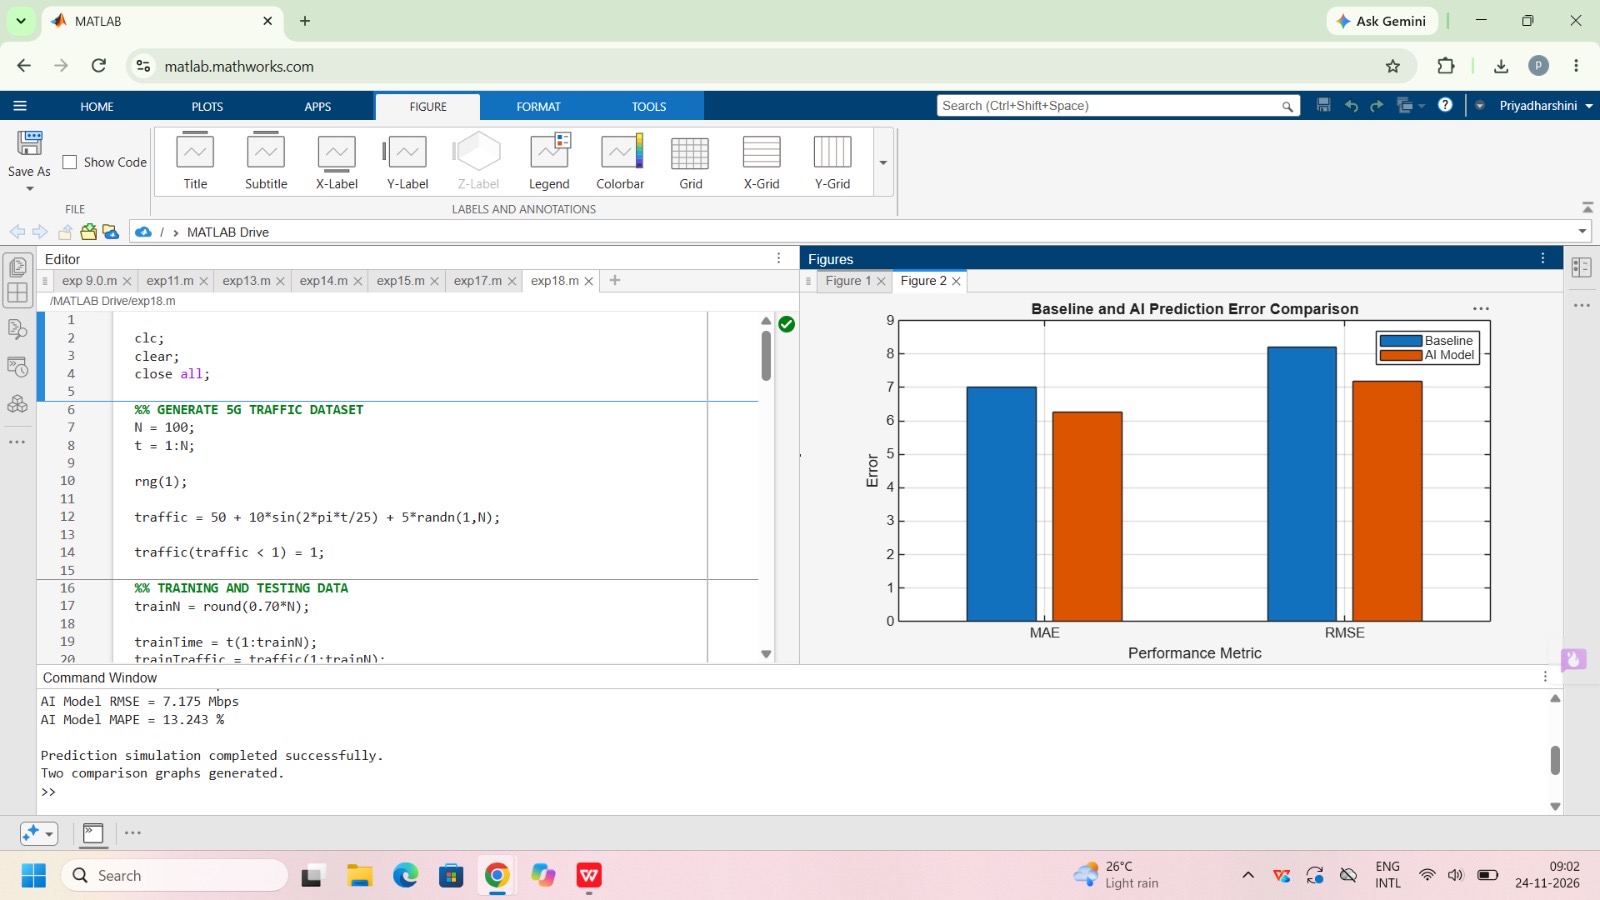 MATLAB
Ask Gemini
matlab.mathworks.com
P
HOME PLOTS APPS FIGURE FORMAT TOOLS
Search (Ctrl+Shift+Space)
Priyadharshini
Save As
Show Code
Title Subtitle X-Label Y-Label Z-Label Legend Colorbar Grid X-Grid Y-Grid
FILE LABELS AND ANNOTATIONS
/ › MATLAB Drive
Editor
exp 9.0.m exp11.m exp13.m exp14.m exp15.m exp17.m exp18.m
/MATLAB Drive/exp18.m
1
2 clc;
3 clear;
4 close all;
5
6 %% GENERATE 5G TRAFFIC DATASET
7 N = 100;
8 t = 1:N;
9
10 rng(1);
11
12 traffic = 50 + 10*sin(2*pi*t/25) + 5*randn(1,N);
13
14 traffic(traffic < 1) = 1;
15
16 %% TRAINING AND TESTING DATA
17 trainN = round(0.70*N);
18
19 trainTime = t(1:trainN);
20 trainTraffic = traffic(1:trainN);
Figures
Figure 1 Figure 2
Baseline and AI Prediction Error Comparison
Baseline
AI Model
9
8
7
6
5
4
3
2
1
0
Error
MAE RMSE
Performance Metric
Command Window
AI Model RMSE = 7.175 Mbps
AI Model MAPE = 13.243 %
Prediction simulation completed successfully.
Two comparison graphs generated.
>>
Search
26°C
Light rain
ENG
INTL
09:02
24-11-2026